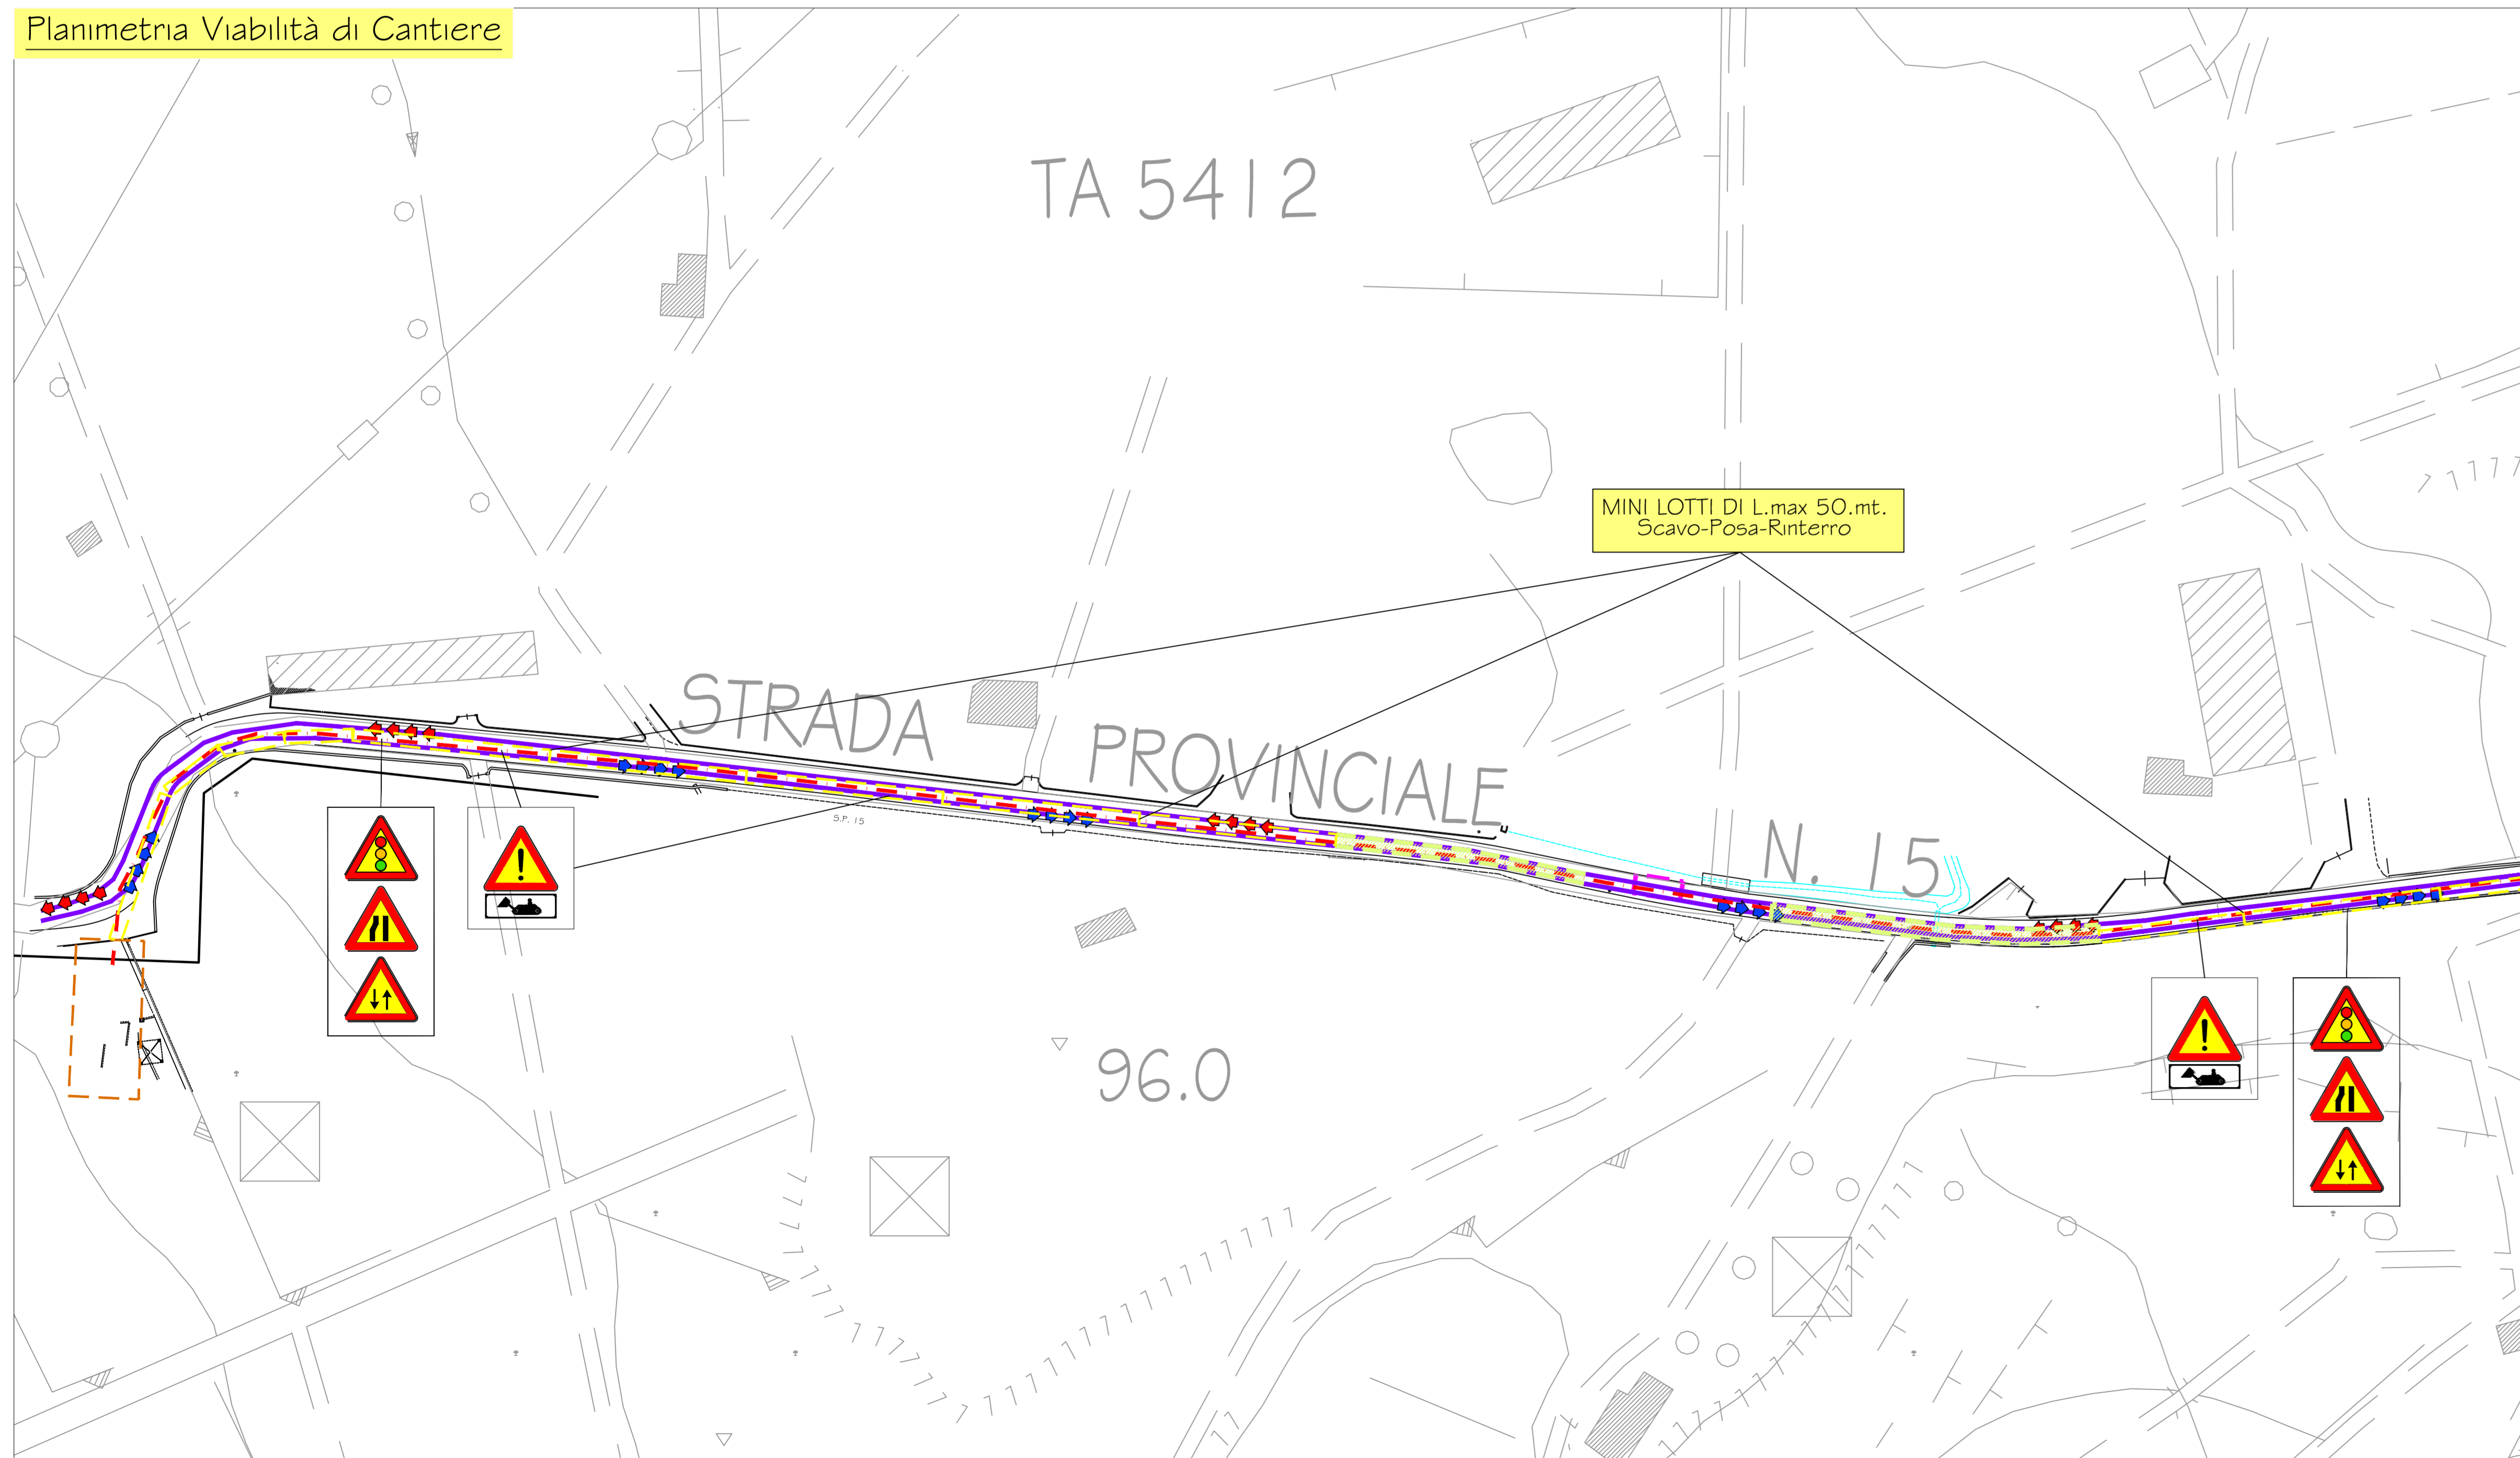 Planimetria Viabilità di Cantiere
TA 5412
MINI LOTTI DI L.max 50.mt.
Scavo-Posa-Rinterro
STRADA PROVINCIALE N. 15
S.P. 15
96.0